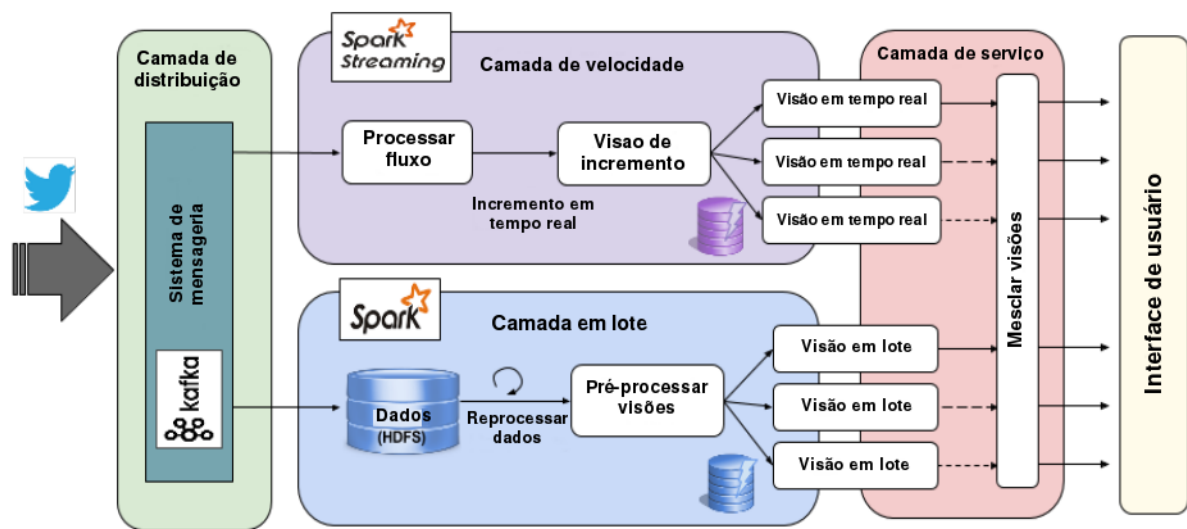 Camada de
distribuição
Sistema de
mensageria
kafka
Spark
Streaming
Camada de velocidade
Processar
fluxo
Visao de
incremento
Incremento em
tempo real
Visão em tempo real
Visão em tempo real
Visão em tempo real
Spark
Camada em lote
Dados
(HDFS)
Reprocessar
dados
Pré-processar
visões
Visão em lote
Visão em lote
Visão em lote
Camada de serviço
Mesclar visões
Interface de usuário